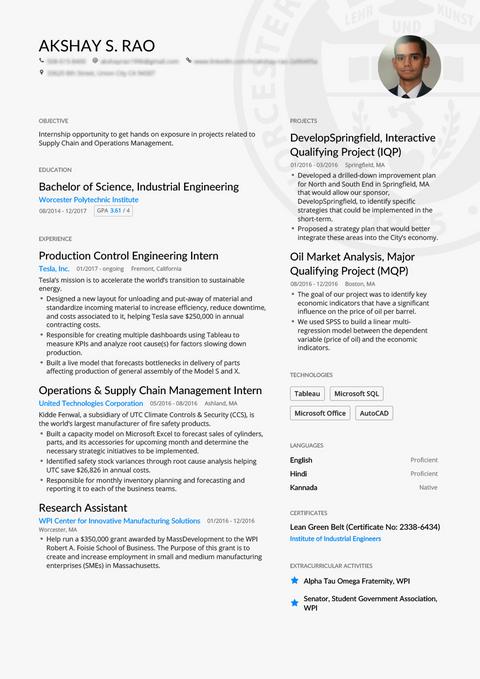 AKSHAY S. RAO
OBJECTIVE
Internship opportunity to get hands on exposure in projects related to
Supply Chain and Operations Management.
EDUCATION
Bachelor of Science, Industrial Engineering
Worcester Polytechnic Institute
08/2014 - 12/2017 GPA 3.61 / 4
EXPERIENCE
Production Control Engineering Intern
Tesla, Inc. 01/2017 - ongoing Fremont, California
Tesla's mission is to accelerate the world's transition to sustainable
energy.
• Designed a new layout for unloading and put-away of material and
standardize incoming material to increase efficiency, reduce downtime,
and costs associated to it, helping Tesla save $250,000 in annual
contracting costs.
• Responsible for creating multiple dashboards using Tableau to
measure KPIs and analyze root cause(s) for factors slowing down
production.
• Built a live model that forecasts bottlenecks in delivery of parts
affecting production of general assembly of the Model S and X.
Operations & Supply Chain Management Intern
United Technologies Corporation 05/2016 - 08/2016 Ashland, MA
Kidde Fenwal, a subsidiary of UTC Climate Controls & Security (CCS), is
the world's largest manufacturer of fire safety products.
• Built a capacity model on Microsoft Excel to forecast sales of cylinders,
parts, and its accessories for upcoming month and determine the
necessary strategic initiatives to be implemented.
• Identified safety stock variances through root cause analysis helping
UTC save $26,826 in annual costs.
• Responsible for monthly inventory planning and forecasting and
reporting it to each of the business teams.
Research Assistant
WPI Center for Innovative Manufacturing Solutions 01/2016 - 12/2016
Worcester, MA
• Help run a $350,000 grant awarded by MassDevelopment to the WPI
Robert A. Foisie School of Business. The Purpose of this grant is to
create and increase employment in small and medium manufacturing
enterprises (SMEs) in Massachusetts.
PROJECTS
DevelopSpringfield, Interactive
Qualifying Project (IQP)
01/2016 - 03/2016 Springfield, MA
• Developed a drilled-down improvement plan
for North and South End in Springfield, MA
that would allow our sponsor,
DevelopSpringfield, to identify specific
strategies that could be implemented in the
short-term.
• Proposed a strategy plan that would better
integrate these areas into the City's economy.
Oil Market Analysis, Major
Qualifying Project (MQP)
08/2016 - 12/2016 Boston, MA
• The goal of our project was to identify key
economic indicators that have a significant
influence on the price of oil per barrel.
• We used SPSS to build a linear multi-
regression model between the dependent
variable (price of oil) and the economic
indicators.
TECHNOLOGIES
Tableau Microsoft SQL
Microsoft Office AutoCAD
LANGUAGES
English Proficient
Hindi Proficient
Kannada Native
CERTIFICATES
Lean Green Belt (Certificate No: 2338-6434)
Institute of Industrial Engineers
EXTRACURRICULAR ACTIVITIES
Alpha Tau Omega Fraternity, WPI
Senator, Student Government Association,
WPI
LEHR UND KUNST
WORCESTER